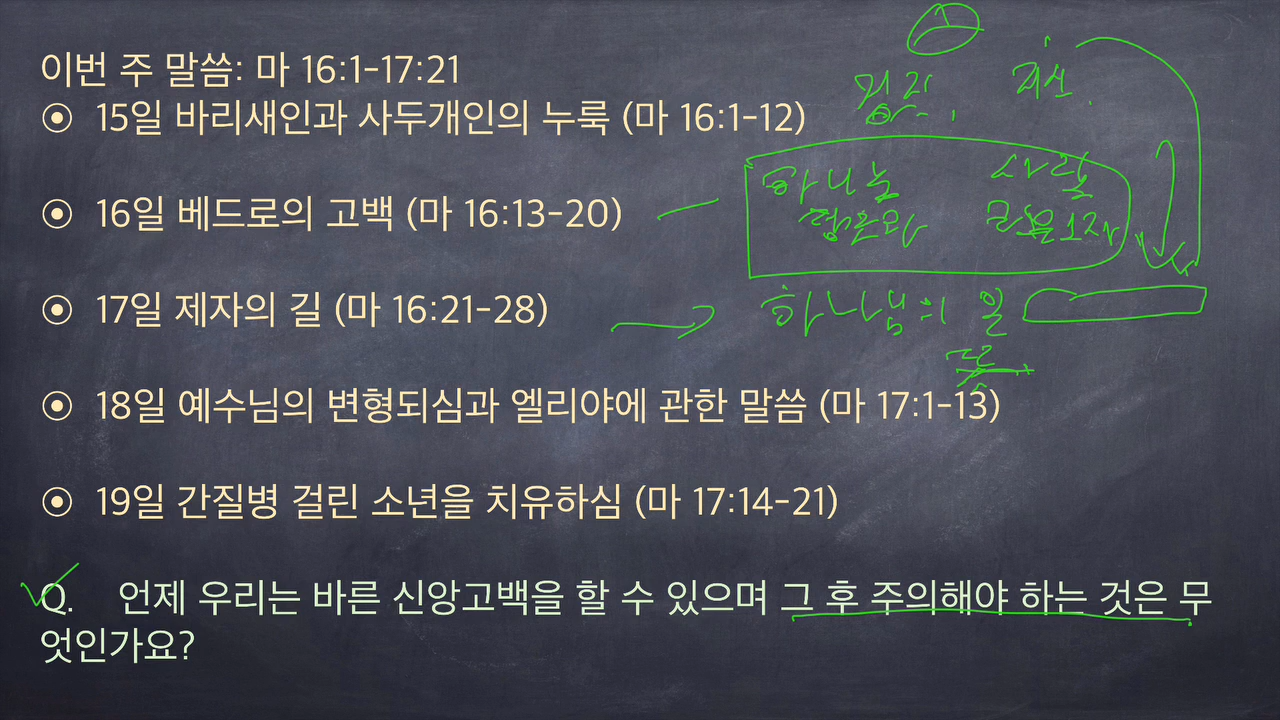 이번 주 말씀: 마 16:1-17:21
⦿ 15일 바리새인과 사두개인의 누룩 (마 16:1-12)
⦿ 16일 베드로의 고백 (마 16:13-20)
⦿ 17일 제자의 길 (마 16:21-28)
⦿ 18일 예수님의 변형되심과 엘리야에 관한 말씀 (마 17:1-13)
⦿ 19일 간질병 걸린 소년을 치유하심 (마 17:14-21)
Q. 언제 우리는 바른 신앙고백을 할 수 있으며 그 후 주의해야 하는 것은 무
엇인가요?
하나님의 일